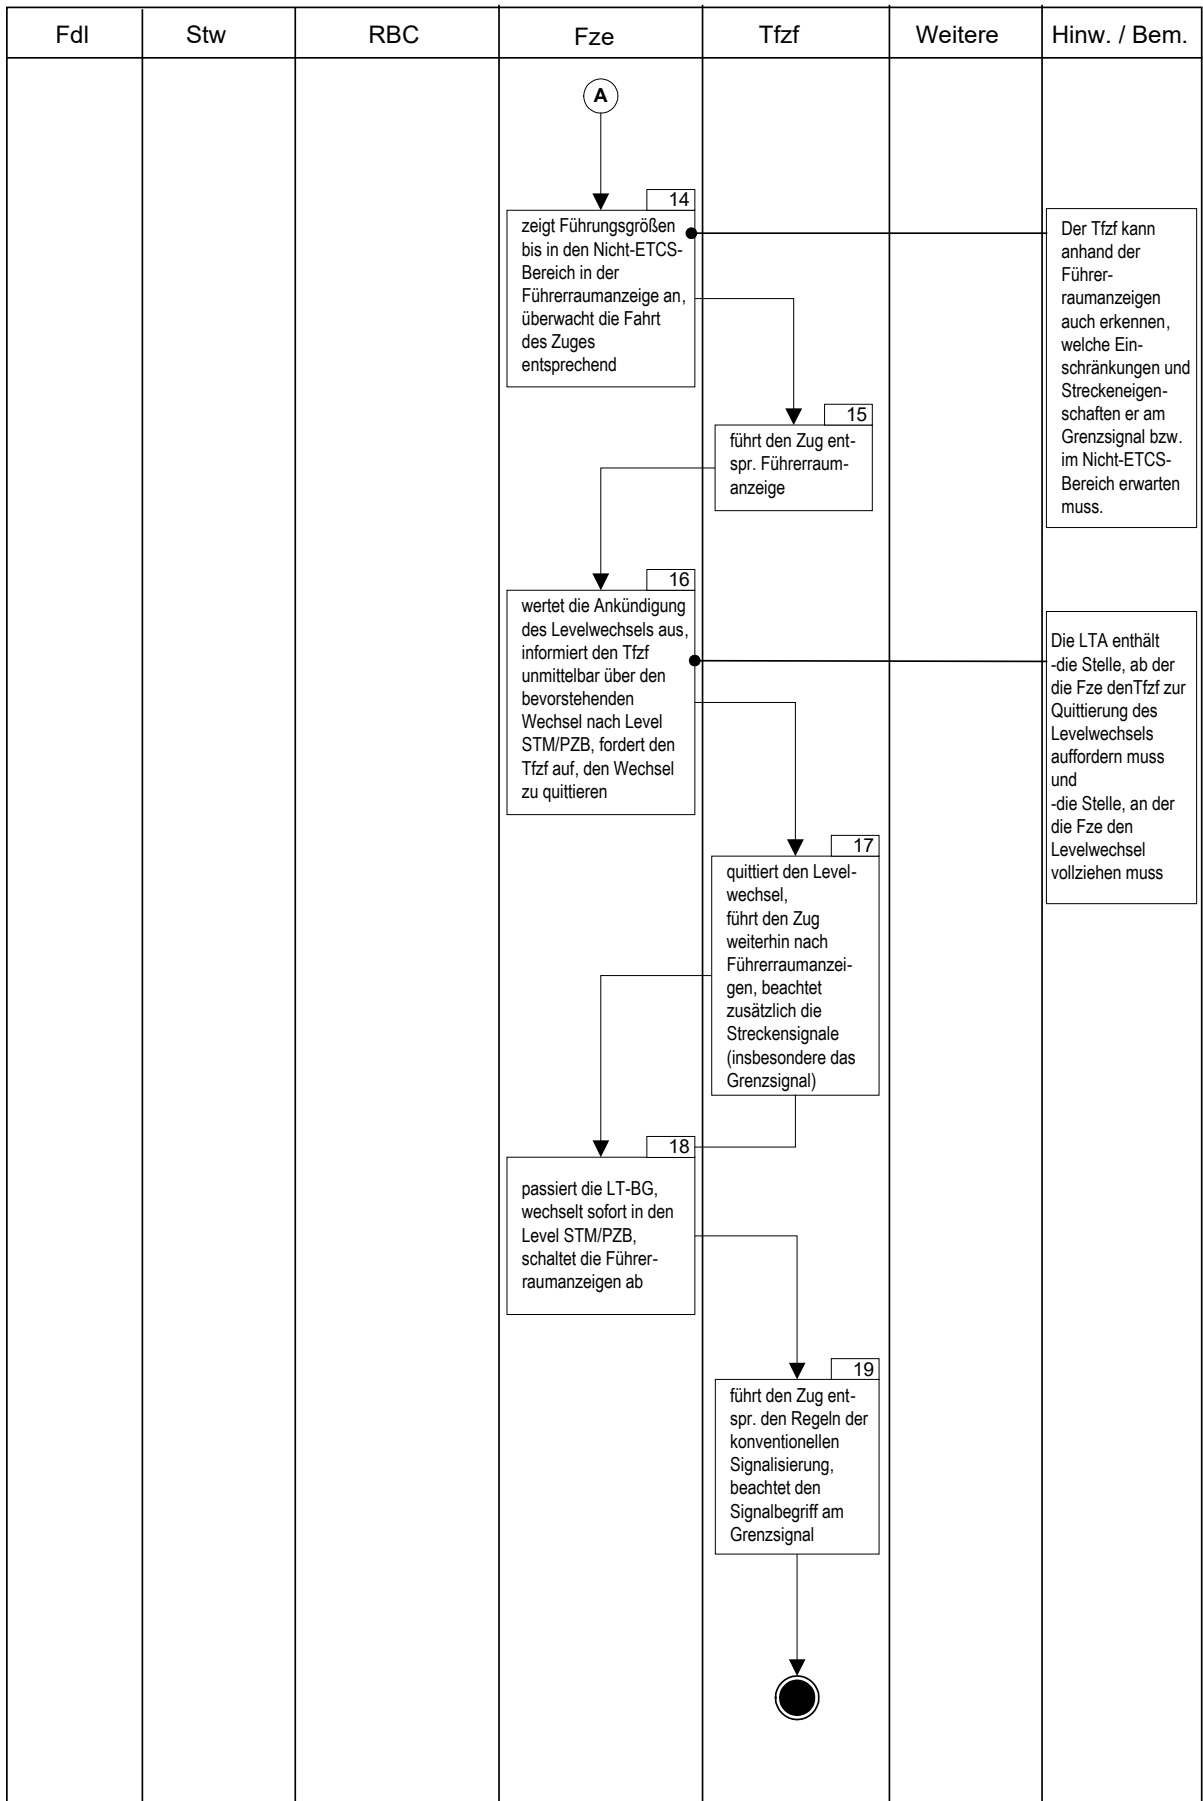 Fdl
Stw
RBC
Fze
Tfzf
Weitere
Hinw. / Bem.
A
14
zeigt Führungsgrößen
bis in den Nicht-ETCS-
Bereich in der
Führerraumanzeige an,
überwacht die Fahrt
des Zuges
entsprechend
Der Tfzf kann
anhand der
Führer-
raumanzeigen
auch erkennen,
welche Ein-
schränkungen und
Streckeneigen-
schaften er am
Grenzsignal bzw.
im Nicht-ETCS-
Bereich erwarten
muss.
15
führt den Zug ent-
spr. Führerraum-
anzeige
16
wertet die Ankündigung
des Levelwechsels aus,
informiert den Tfzf
unmittelbar über den
bevorstehenden
Wechsel nach Level
STM/PZB, fordert den
Tfzf auf, den Wechsel
zu quittieren
Die LTA enthält
-die Stelle, ab der
die Fze denTfzf zur
Quittierung des
Levelwechsels
auffordern muss
und
-die Stelle, an der
die Fze den
Levelwechsel
vollziehen muss
17
quittiert den Level-
wechsel,
führt den Zug
weiterhin nach
Führerraumanzei-
gen, beachtet
zusätzlich die
Streckensignale
(insbesondere das
Grenzsignal)
18
passiert die LT-BG,
wechselt sofort in den
Level STM/PZB,
schaltet die Führer-
raumanzeigen ab
19
führt den Zug ent-
spr. den Regeln der
konventionellen
Signalisierung,
beachtet den
Signalbegriff am
Grenzsignal